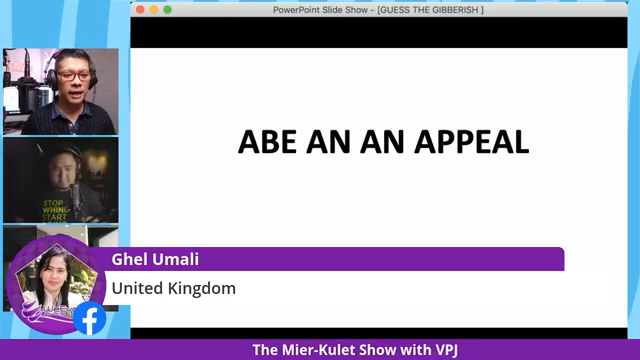 PowerPoint Slide Show - [GUESS THE GIBBERISH ]
ABE AN AN APPEAL
STOP
WHINING
START
Ghel Umali
United Kingdom
The Mier-Kulet Show with VPJ